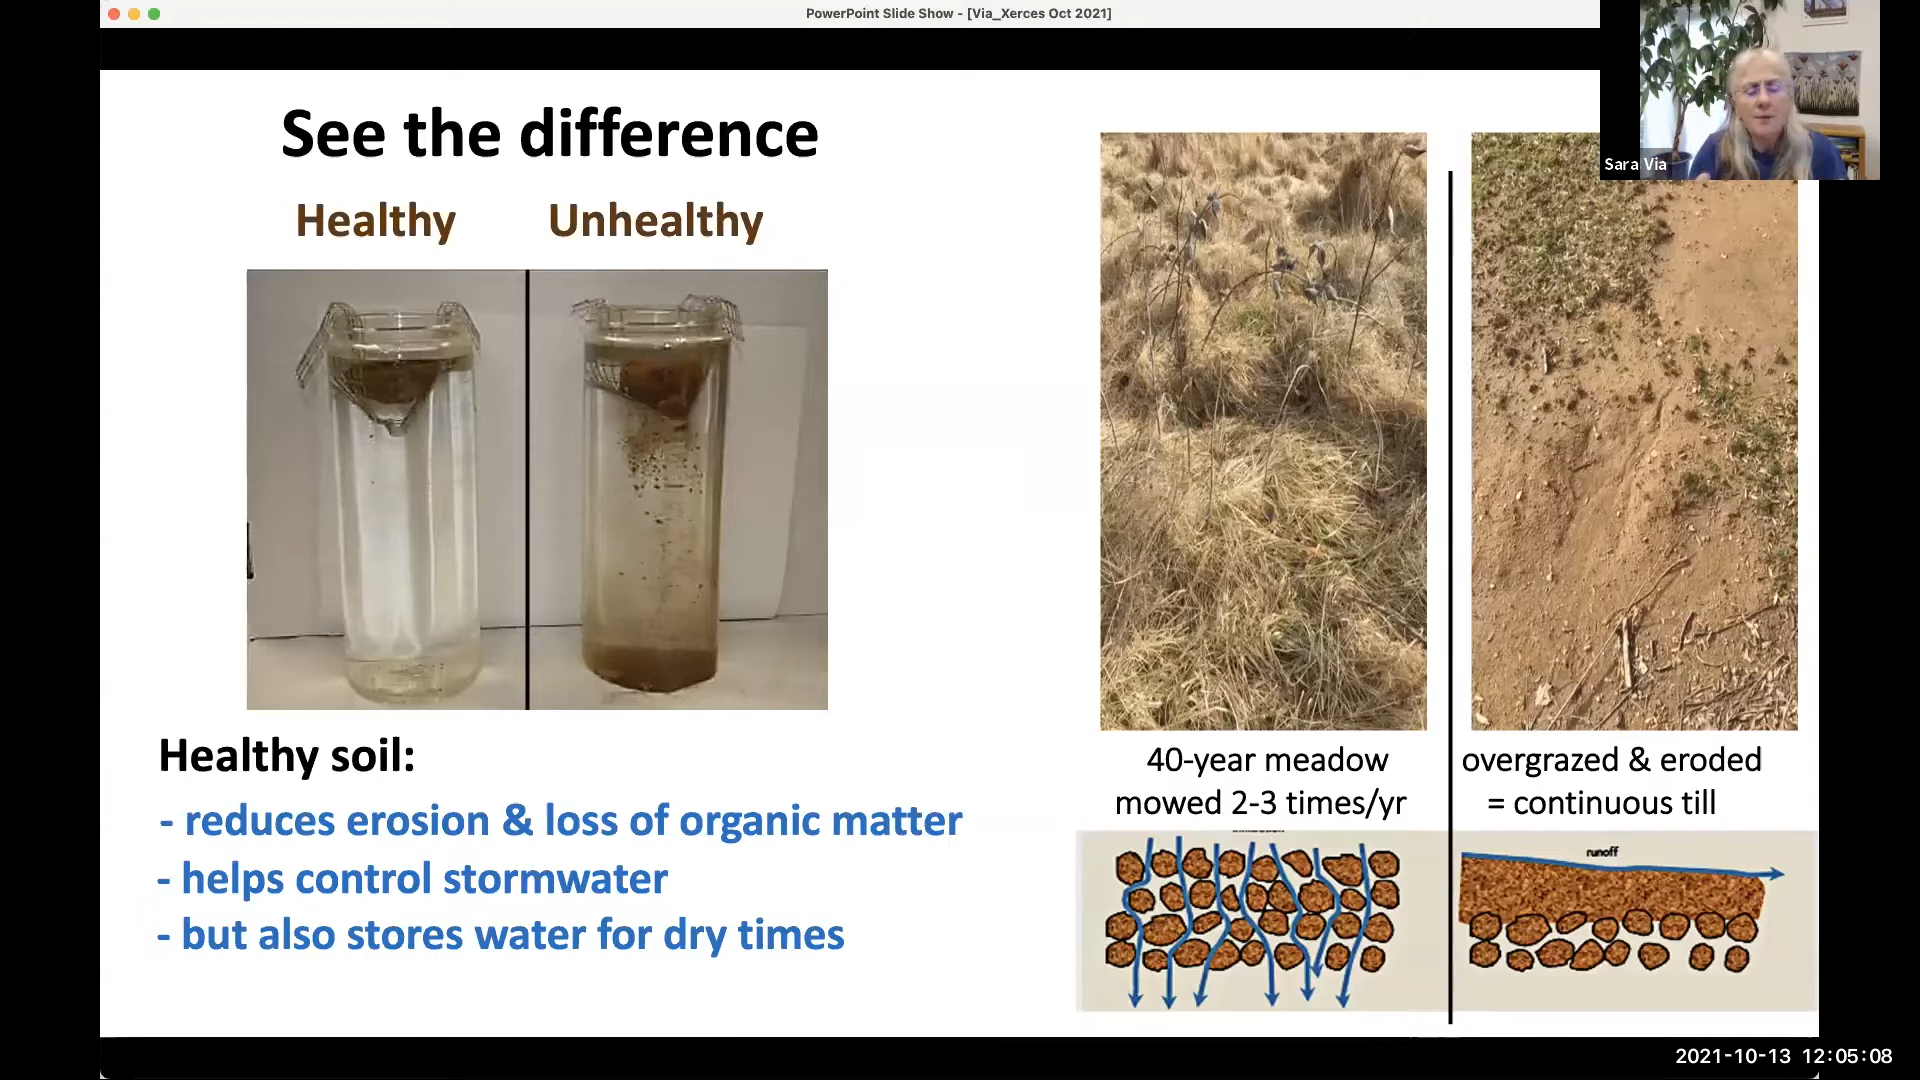 PowerPoint Slide Show - [Via_Xerces Oct 2021]
Sara Via
See the difference
Healthy
Unhealthy
Healthy soil:
- reduces erosion & loss of organic matter
- helps control stormwater
- but also stores water for dry times
40-year meadow
mowed 2-3 times/yr
overgrazed & eroded
= continuous till
runoff
2021-10-13 12:05:08